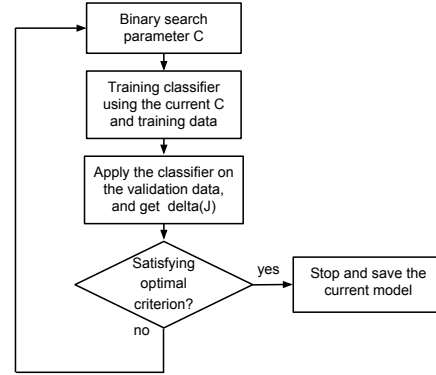 Binary search
parameter C
Training classifier
using the current C
and training data
Apply the classifier on
the validation data,
and get delta(J)
Satisfying
optimal
criterion?
yes
Stop and save the
current model
no